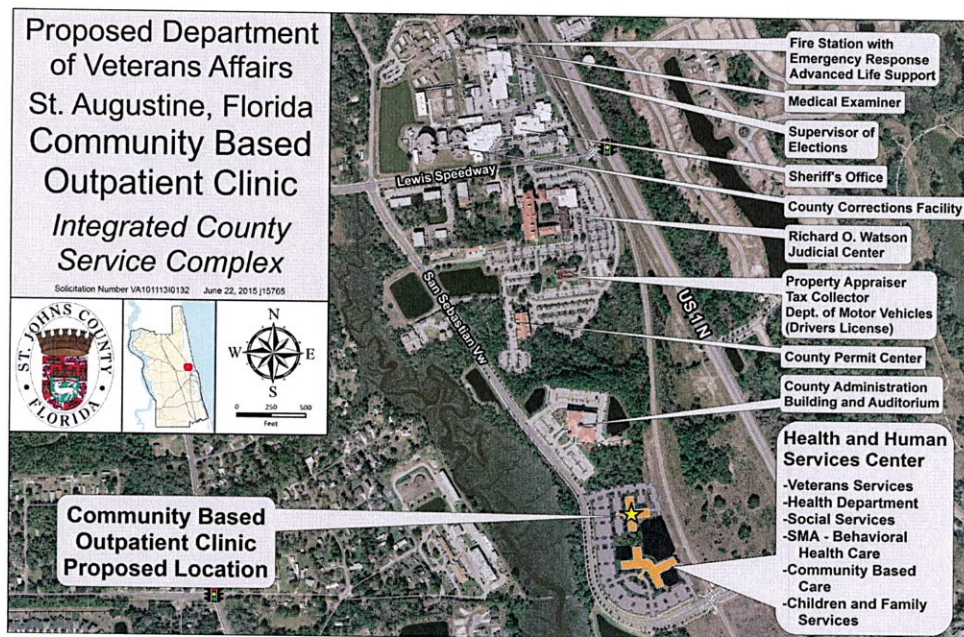 Proposed Department
of Veterans Affairs
St. Augustine, Florida
Community Based
Outpatient Clinic
Integrated County
Service Complex
Solicitation Number VA101113I0132 June 22, 2015 j15765
ST. JOHNS COUNTY
FLORIDA
N
W E
S
0 250 500
Feet
Fire Station with
Emergency Response
Advanced Life Support
Medical Examiner
Supervisor of
Elections
Sheriff's Office
County Corrections Facility
Richard O. Watson
Judicial Center
Property Appraiser
Tax Collector
Dept. of Motor Vehicles
(Drivers License)
County Permit Center
County Administration
Building and Auditorium
Health and Human
Services Center
-Veterans Services
-Health Department
-Social Services
-SMA - Behavioral
Health Care
-Community Based
Care
-Children and Family
Services
Lewis Speedway
San Sebastian Vw
US 1 N
Community Based
Outpatient Clinic
Proposed Location